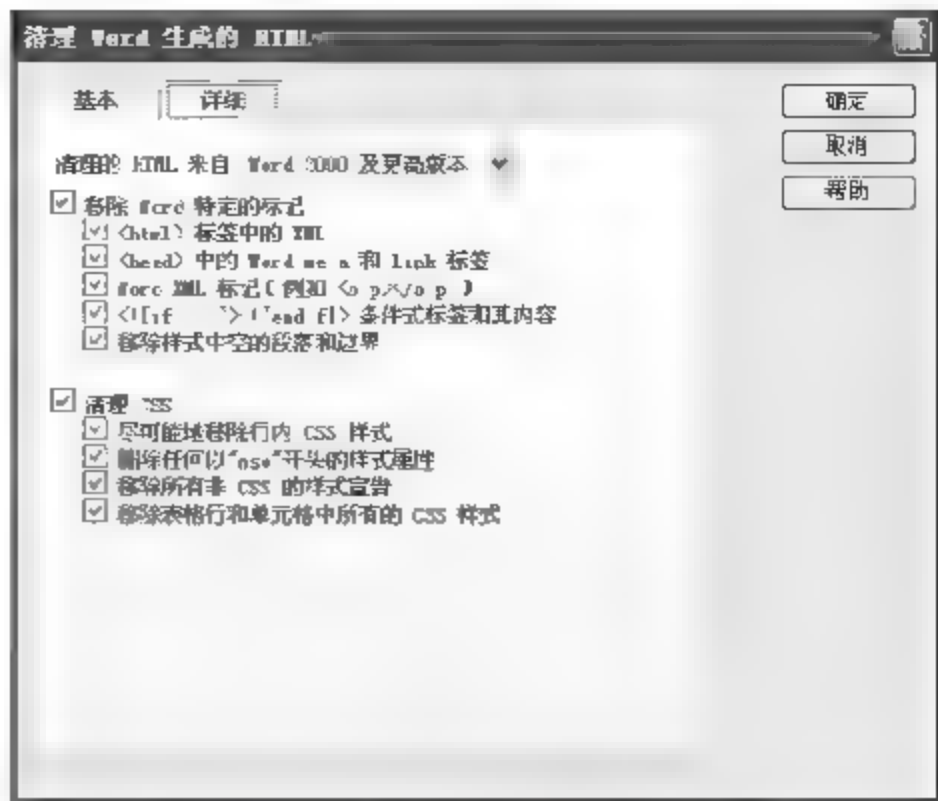 清理 Word 生成的 HTML
基本 详细
确定
取消
帮助
清理的 HTML 来自 Word 2000 及更高版本
移除 Word 特定的标记
<html> 标签中的 XML
<head> 中的 Word 和 link 标签
Word XML 标记(例如
条件式标签和其内容
移除样式中空的段落和边界
清理 CSS
尽可能地移除行内 CSS 样式
删除任何以"mso"开头的样式属性
移除所有非 CSS 的样式宣告
移除表格行和单元格中所有的 CSS 样式